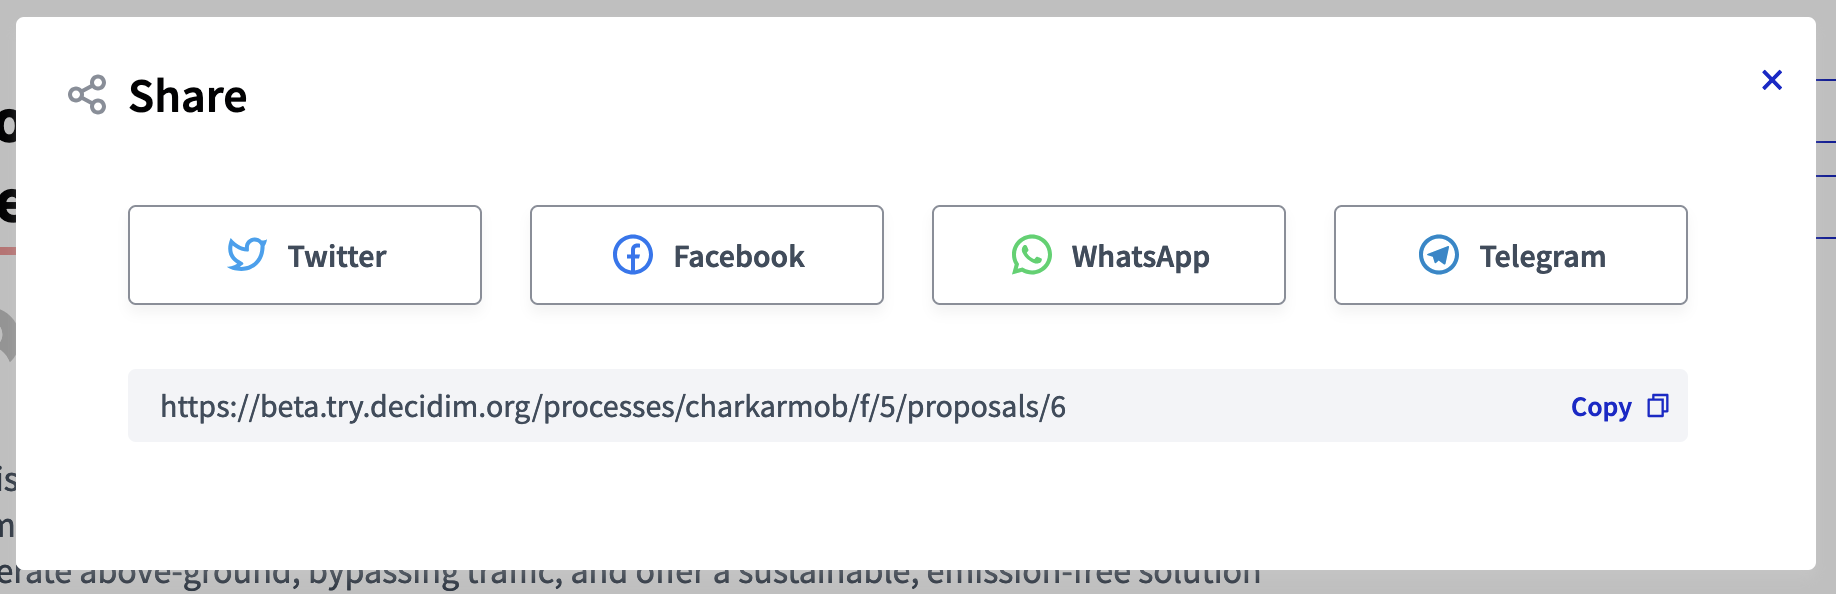 Share
Twitter
Facebook
WhatsApp
Telegram
https://beta.try.decidim.org/processes/charkarmob/f/5/proposals/6
Copy
erate above-ground, bypassing traffic, and offer a sustainable, emission-free solution